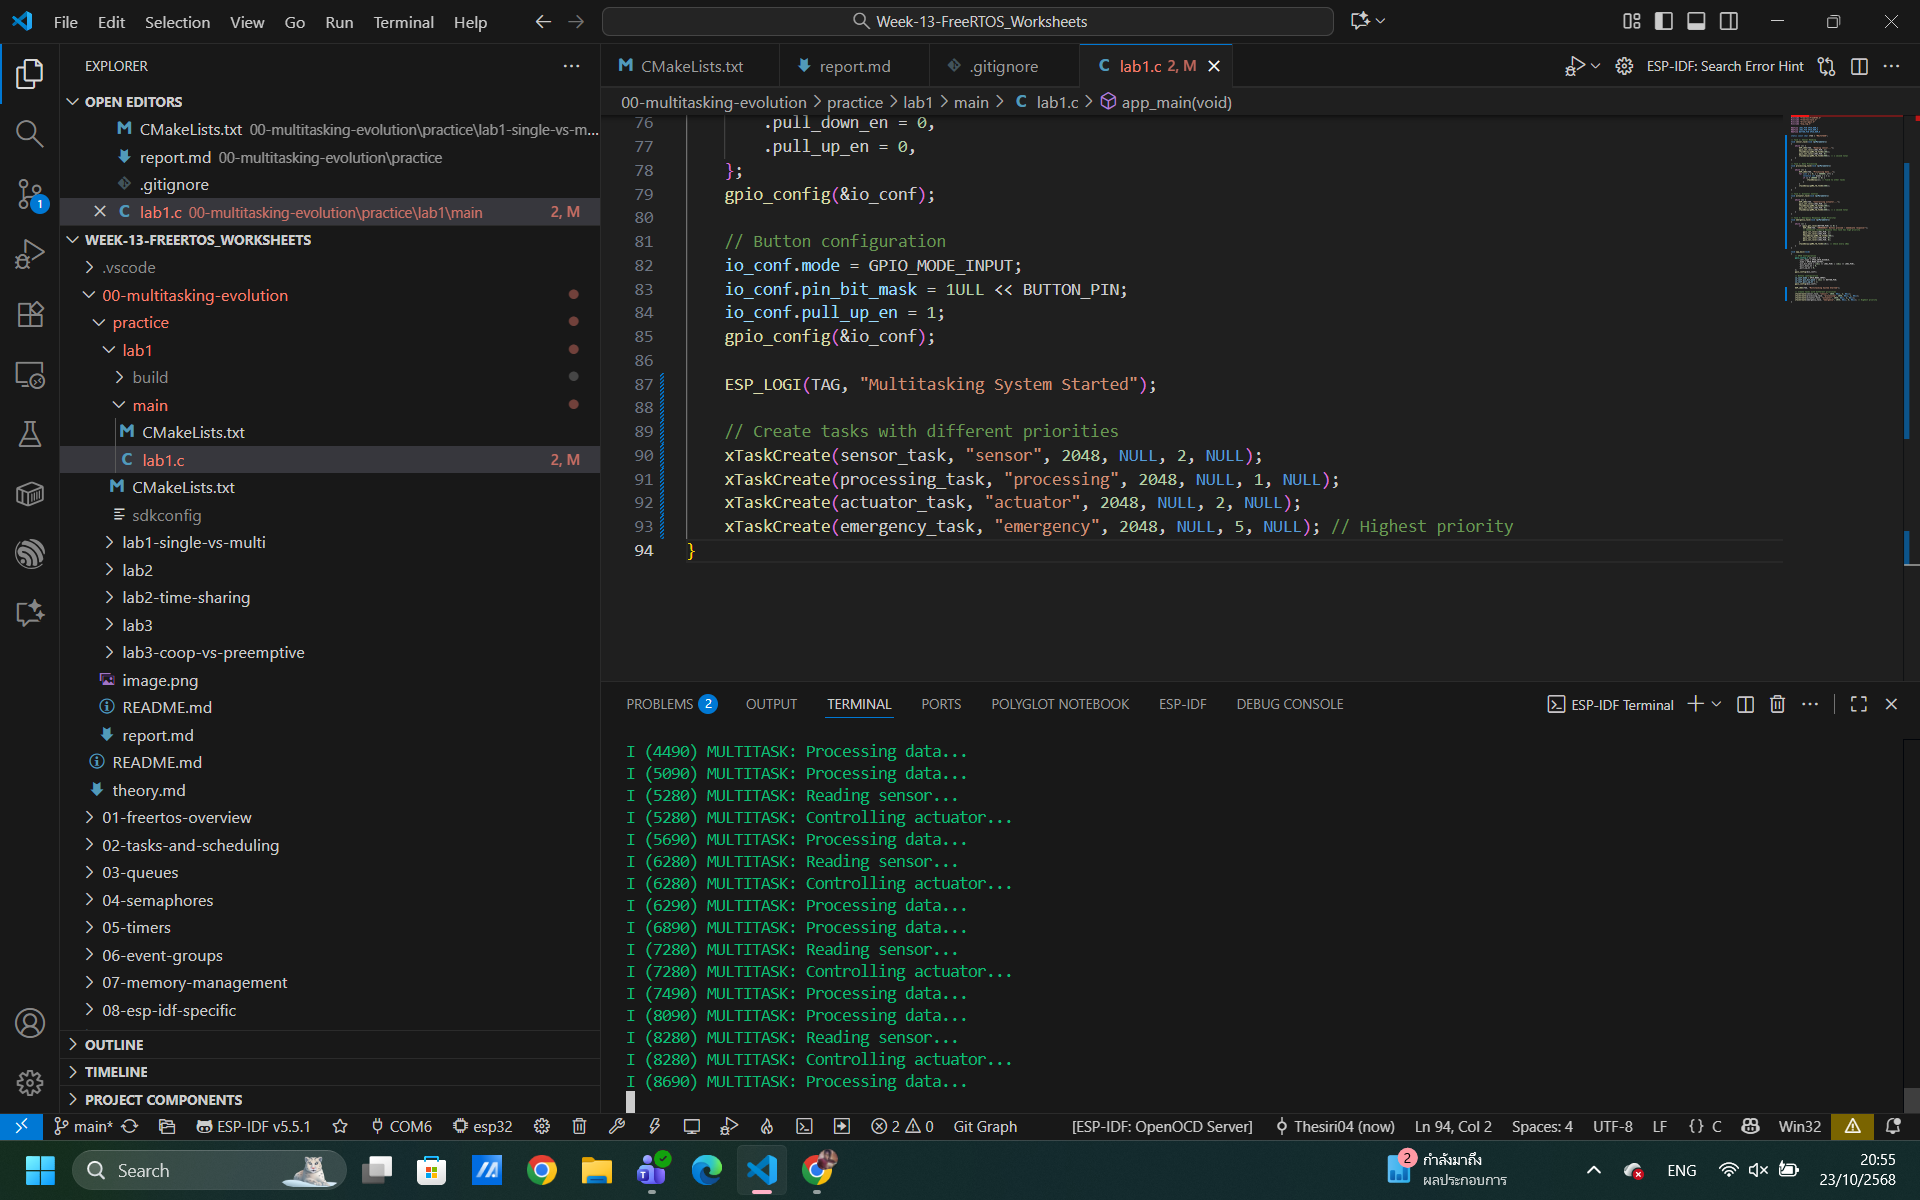 File Edit Selection View Go Run Terminal Help
Week-13-FreeRTOS_Worksheets
EXPLORER
OPEN EDITORS
CMakeLists.txt 00-multitasking-evolution\practice\lab1-single-vs-m...
report.md 00-multitasking-evolution\practice
.gitignore
lab1.c 00-multitasking-evolution\practice\lab1\main 2, M
WEEK-13-FREERTOS_WORKSHEETS
.vscode
00-multitasking-evolution
practice
lab1
build
main
CMakeLists.txt
lab1.c 2, M
CMakeLists.txt
sdkconfig
lab1-single-vs-multi
lab2
lab2-time-sharing
lab3
lab3-coop-vs-preemptive
image.png
README.md
report.md
README.md
theory.md
01-freertos-overview
02-tasks-and-scheduling
03-queues
04-semaphores
05-timers
06-event-groups
07-memory-management
08-esp-idf-specific
OUTLINE
TIMELINE
PROJECT COMPONENTS
1
CMakeLists.txt report.md .gitignore lab1.c 2, M
ESP-IDF: Search Error Hint
00-multitasking-evolution > practice > lab1 > main > C lab1.c > app_main(void)
76 .pull_down_en = 0,
77 .pull_up_en = 0,
78 };
79 gpio_config(&io_conf);
80
81 // Button configuration
82 io_conf.mode = GPIO_MODE_INPUT;
83 io_conf.pin_bit_mask = 1ULL << BUTTON_PIN;
84 io_conf.pull_up_en = 1;
85 gpio_config(&io_conf);
86
87 ESP_LOGI(TAG, "Multitasking System Started");
88
89 // Create tasks with different priorities
90 xTaskCreate(sensor_task, "sensor", 2048, NULL, 2, NULL);
91 xTaskCreate(processing_task, "processing", 2048, NULL, 1, NULL);
92 xTaskCreate(actuator_task, "actuator", 2048, NULL, 2, NULL);
93 xTaskCreate(emergency_task, "emergency", 2048, NULL, 5, NULL); // Highest priority
94 }
PROBLEMS 2 OUTPUT TERMINAL PORTS POLYGLOT NOTEBOOK ESP-IDF DEBUG CONSOLE
ESP-IDF Terminal
I (4490) MULTITASK: Processing data...
I (5090) MULTITASK: Processing data...
I (5280) MULTITASK: Reading sensor...
I (5280) MULTITASK: Controlling actuator...
I (5690) MULTITASK: Processing data...
I (6280) MULTITASK: Reading sensor...
I (6280) MULTITASK: Controlling actuator...
I (6290) MULTITASK: Processing data...
I (6890) MULTITASK: Processing data...
I (7280) MULTITASK: Reading sensor...
I (7280) MULTITASK: Controlling actuator...
I (7490) MULTITASK: Processing data...
I (8090) MULTITASK: Processing data...
I (8280) MULTITASK: Reading sensor...
I (8280) MULTITASK: Controlling actuator...
I (8690) MULTITASK: Processing data...
main* ESP-IDF v5.5.1 COM6 esp32 2 0 Git Graph [ESP-IDF: OpenOCD Server] Thesiri04 (now) Ln 94, Col 2 Spaces: 4 UTF-8 LF {} C Win32
Search
2 กำลังมาถึง
ผลประกอบการ
ENG
20:55
23/10/2568